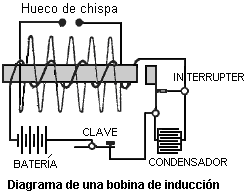 Hueco de chispa
INTERRUPTER
CLAVE
BATERÍA
CONDENSADOR
Diagrama de una bobina de inducción